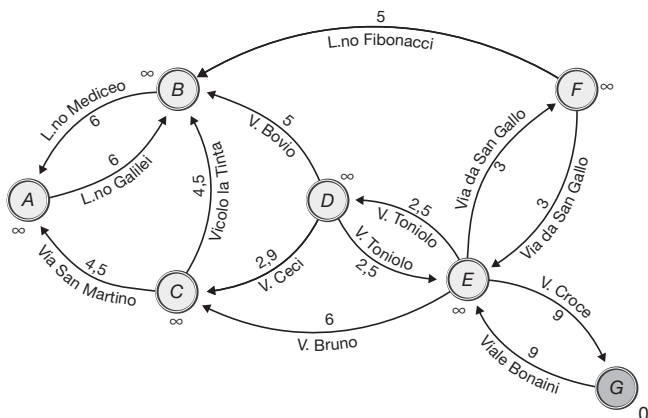 5
L.no Fibonacci
∞
B
F
∞
L.no Mediceo
6
6
L.no Galilei
5
V. Bovio
Vicolo la Tinta
4,5
Via da San Gallo
3
3
Via da San Gallo
A
∞
∞
D
2,5
V. Toniolo
V. Toniolo
2,5
4,5
Via San Martino
C
∞
2,9
V. Ceci
E
∞
V. Croce
9
6
V. Bruno
9
Viale Bonaini
G
0